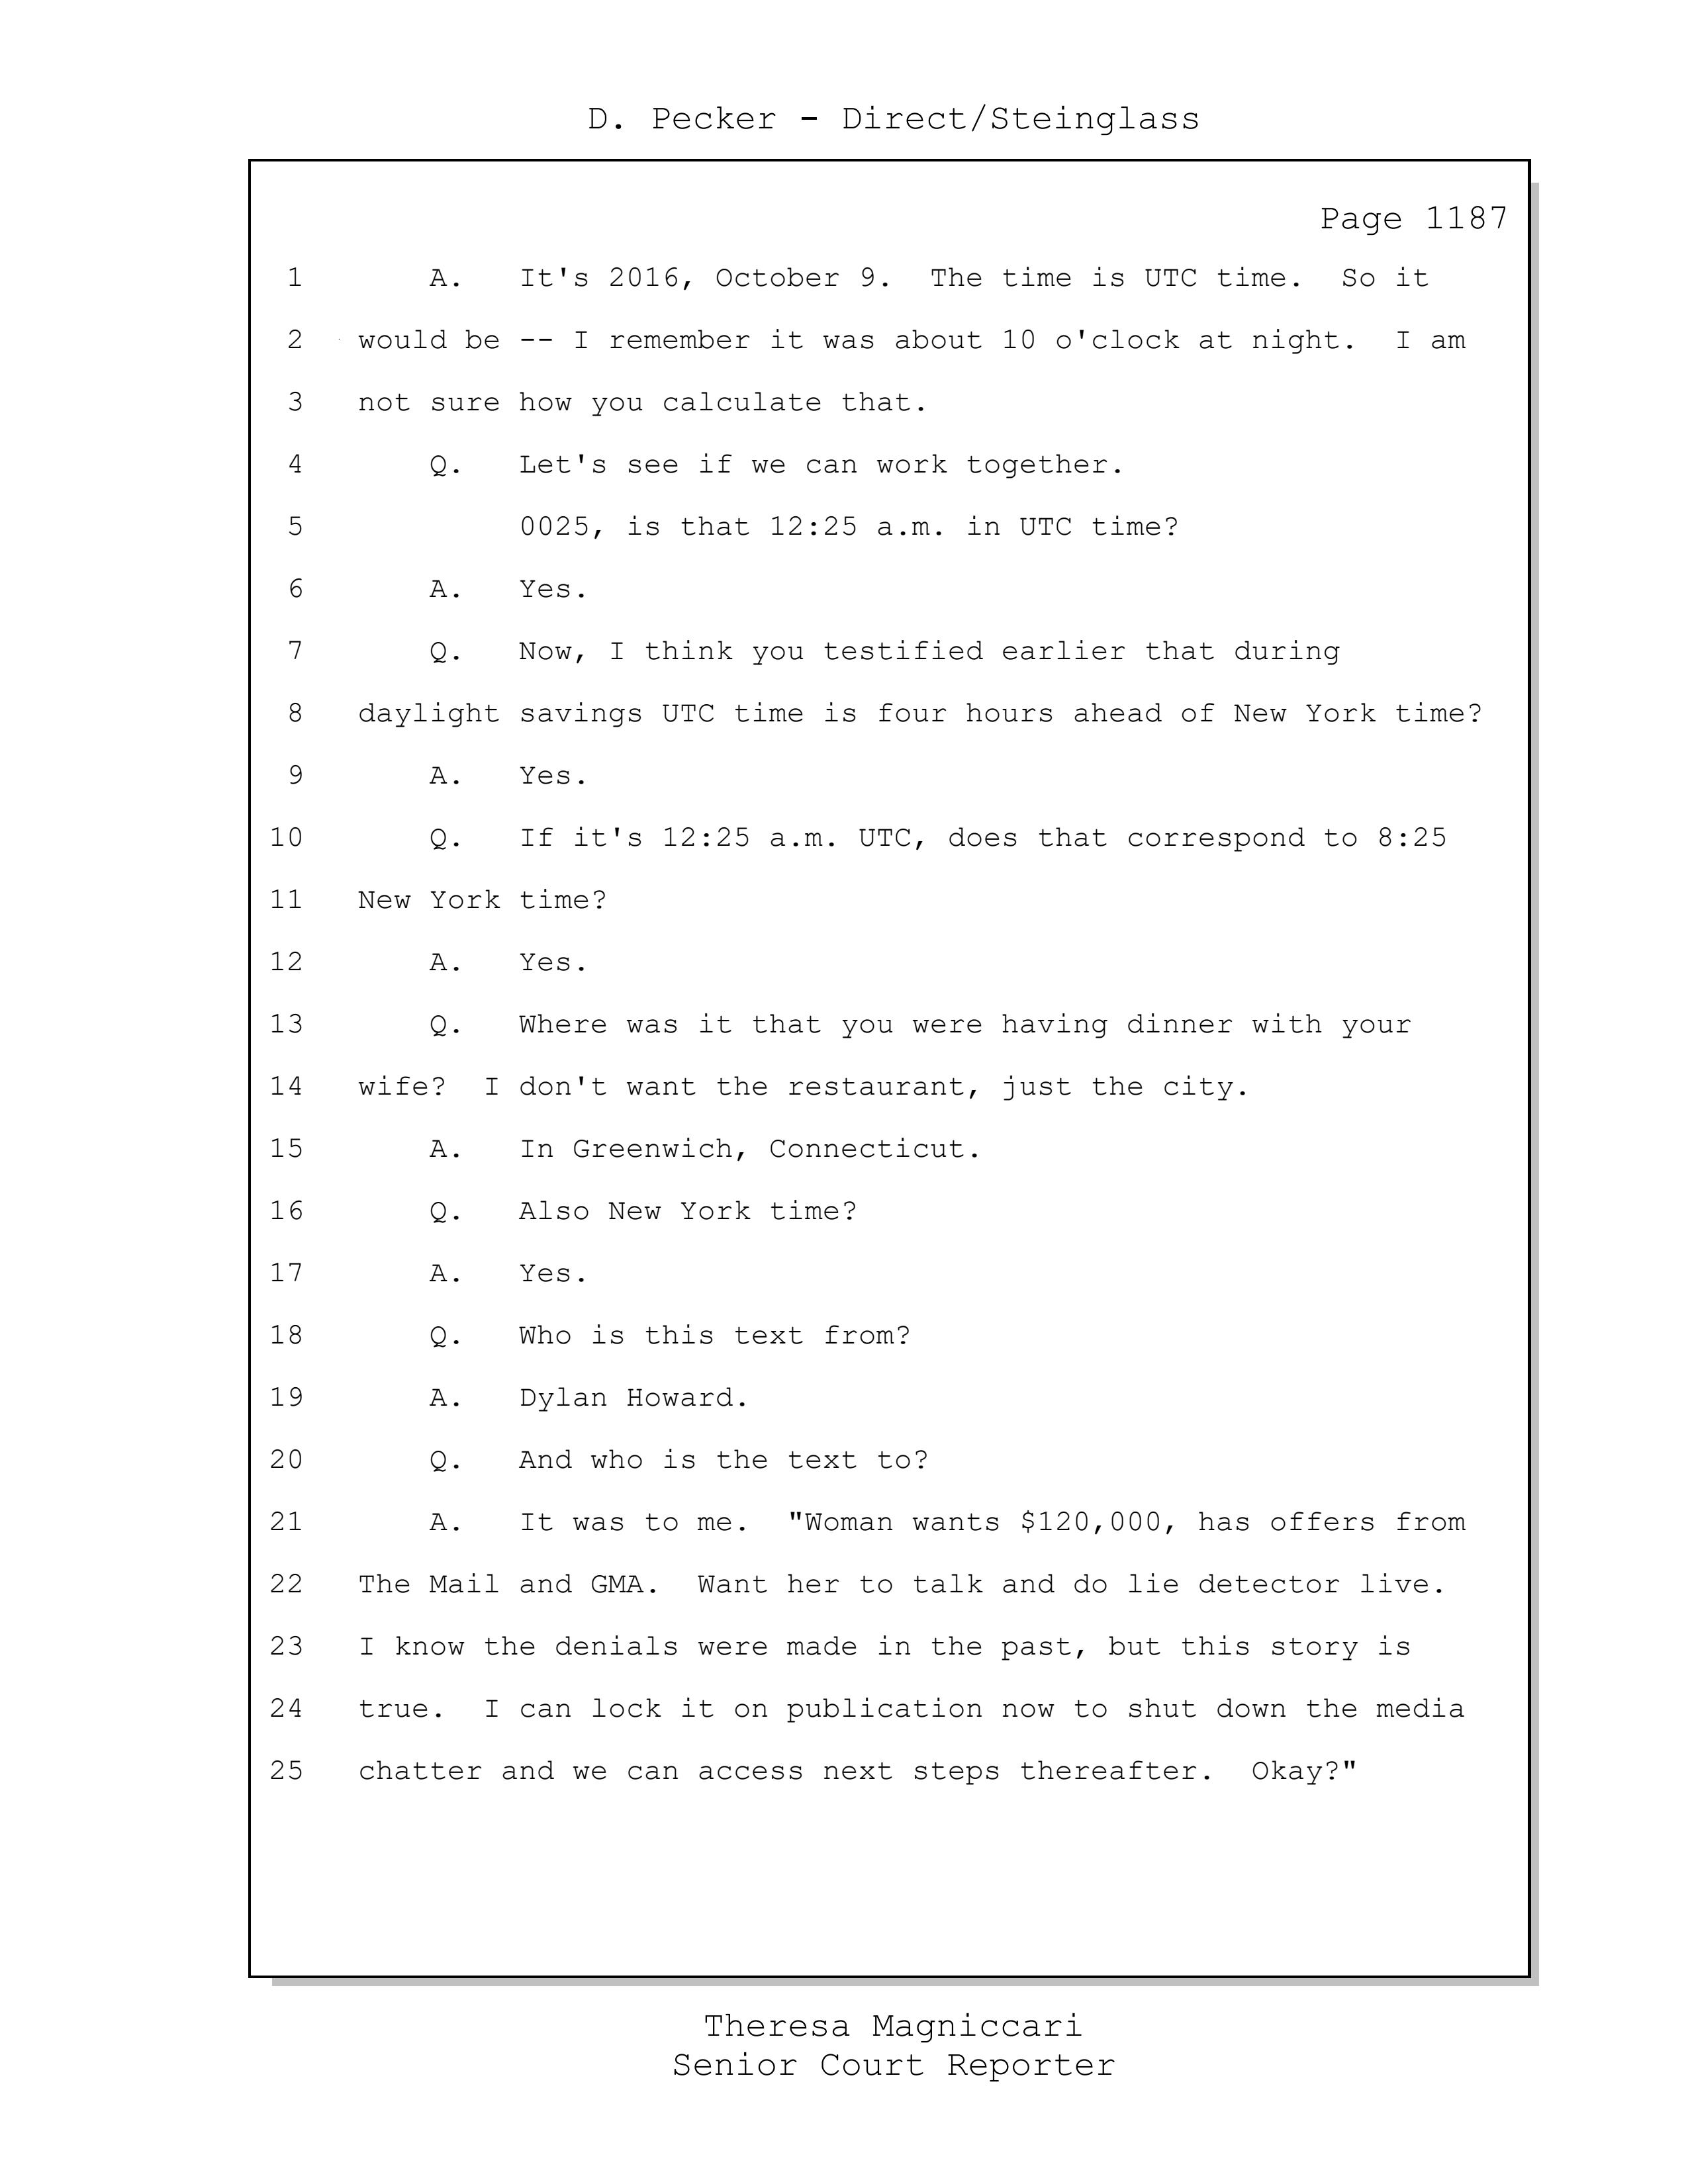 D. Pecker - Direct/Steinglass
Page 1187
1 A. It's 2016, October 9. The time is UTC time. So it
2 would be -- I remember it was about 10 o'clock at night. I am
3 not sure how you calculate that.
4 Q. Let's see if we can work together.
5 0025, is that 12:25 a.m. in UTC time?
6 A. Yes.
7 Q. Now, I think you testified earlier that during
8 daylight savings UTC time is four hours ahead of New York time?
9 A. Yes.
10 Q. If it's 12:25 a.m. UTC, does that correspond to 8:25
11 New York time?
12 A. Yes.
13 Q. Where was it that you were having dinner with your
14 wife? I don't want the restaurant, just the city.
15 A. In Greenwich, Connecticut.
16 Q. Also New York time?
17 A. Yes.
18 Q. Who is this text from?
19 A. Dylan Howard.
20 Q. And who is the text to?
21 A. It was to me. "Woman wants $120,000, has offers from
22 The Mail and GMA. Want her to talk and do lie detector live.
23 I know the denials were made in the past, but this story is
24 true. I can lock it on publication now to shut down the media
25 chatter and we can access next steps thereafter. Okay?"
Theresa Magniccari
Senior Court Reporter